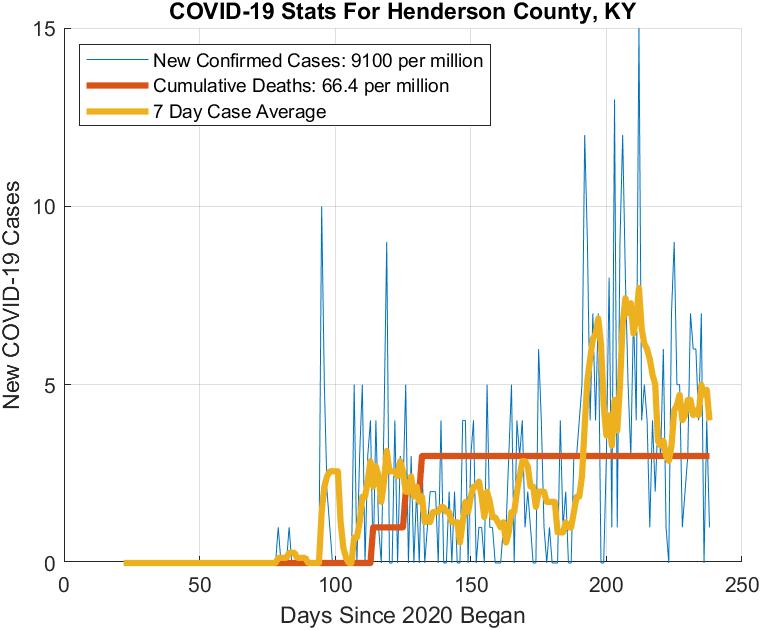 COVID-19 Stats For Henderson County, KY
New Confirmed Cases: 9100 per million
Cumulative Deaths: 66.4 per million
7 Day Case Average
New COVID-19 Cases
15
10
5
0
0 50 100 150 200 250
Days Since 2020 Began